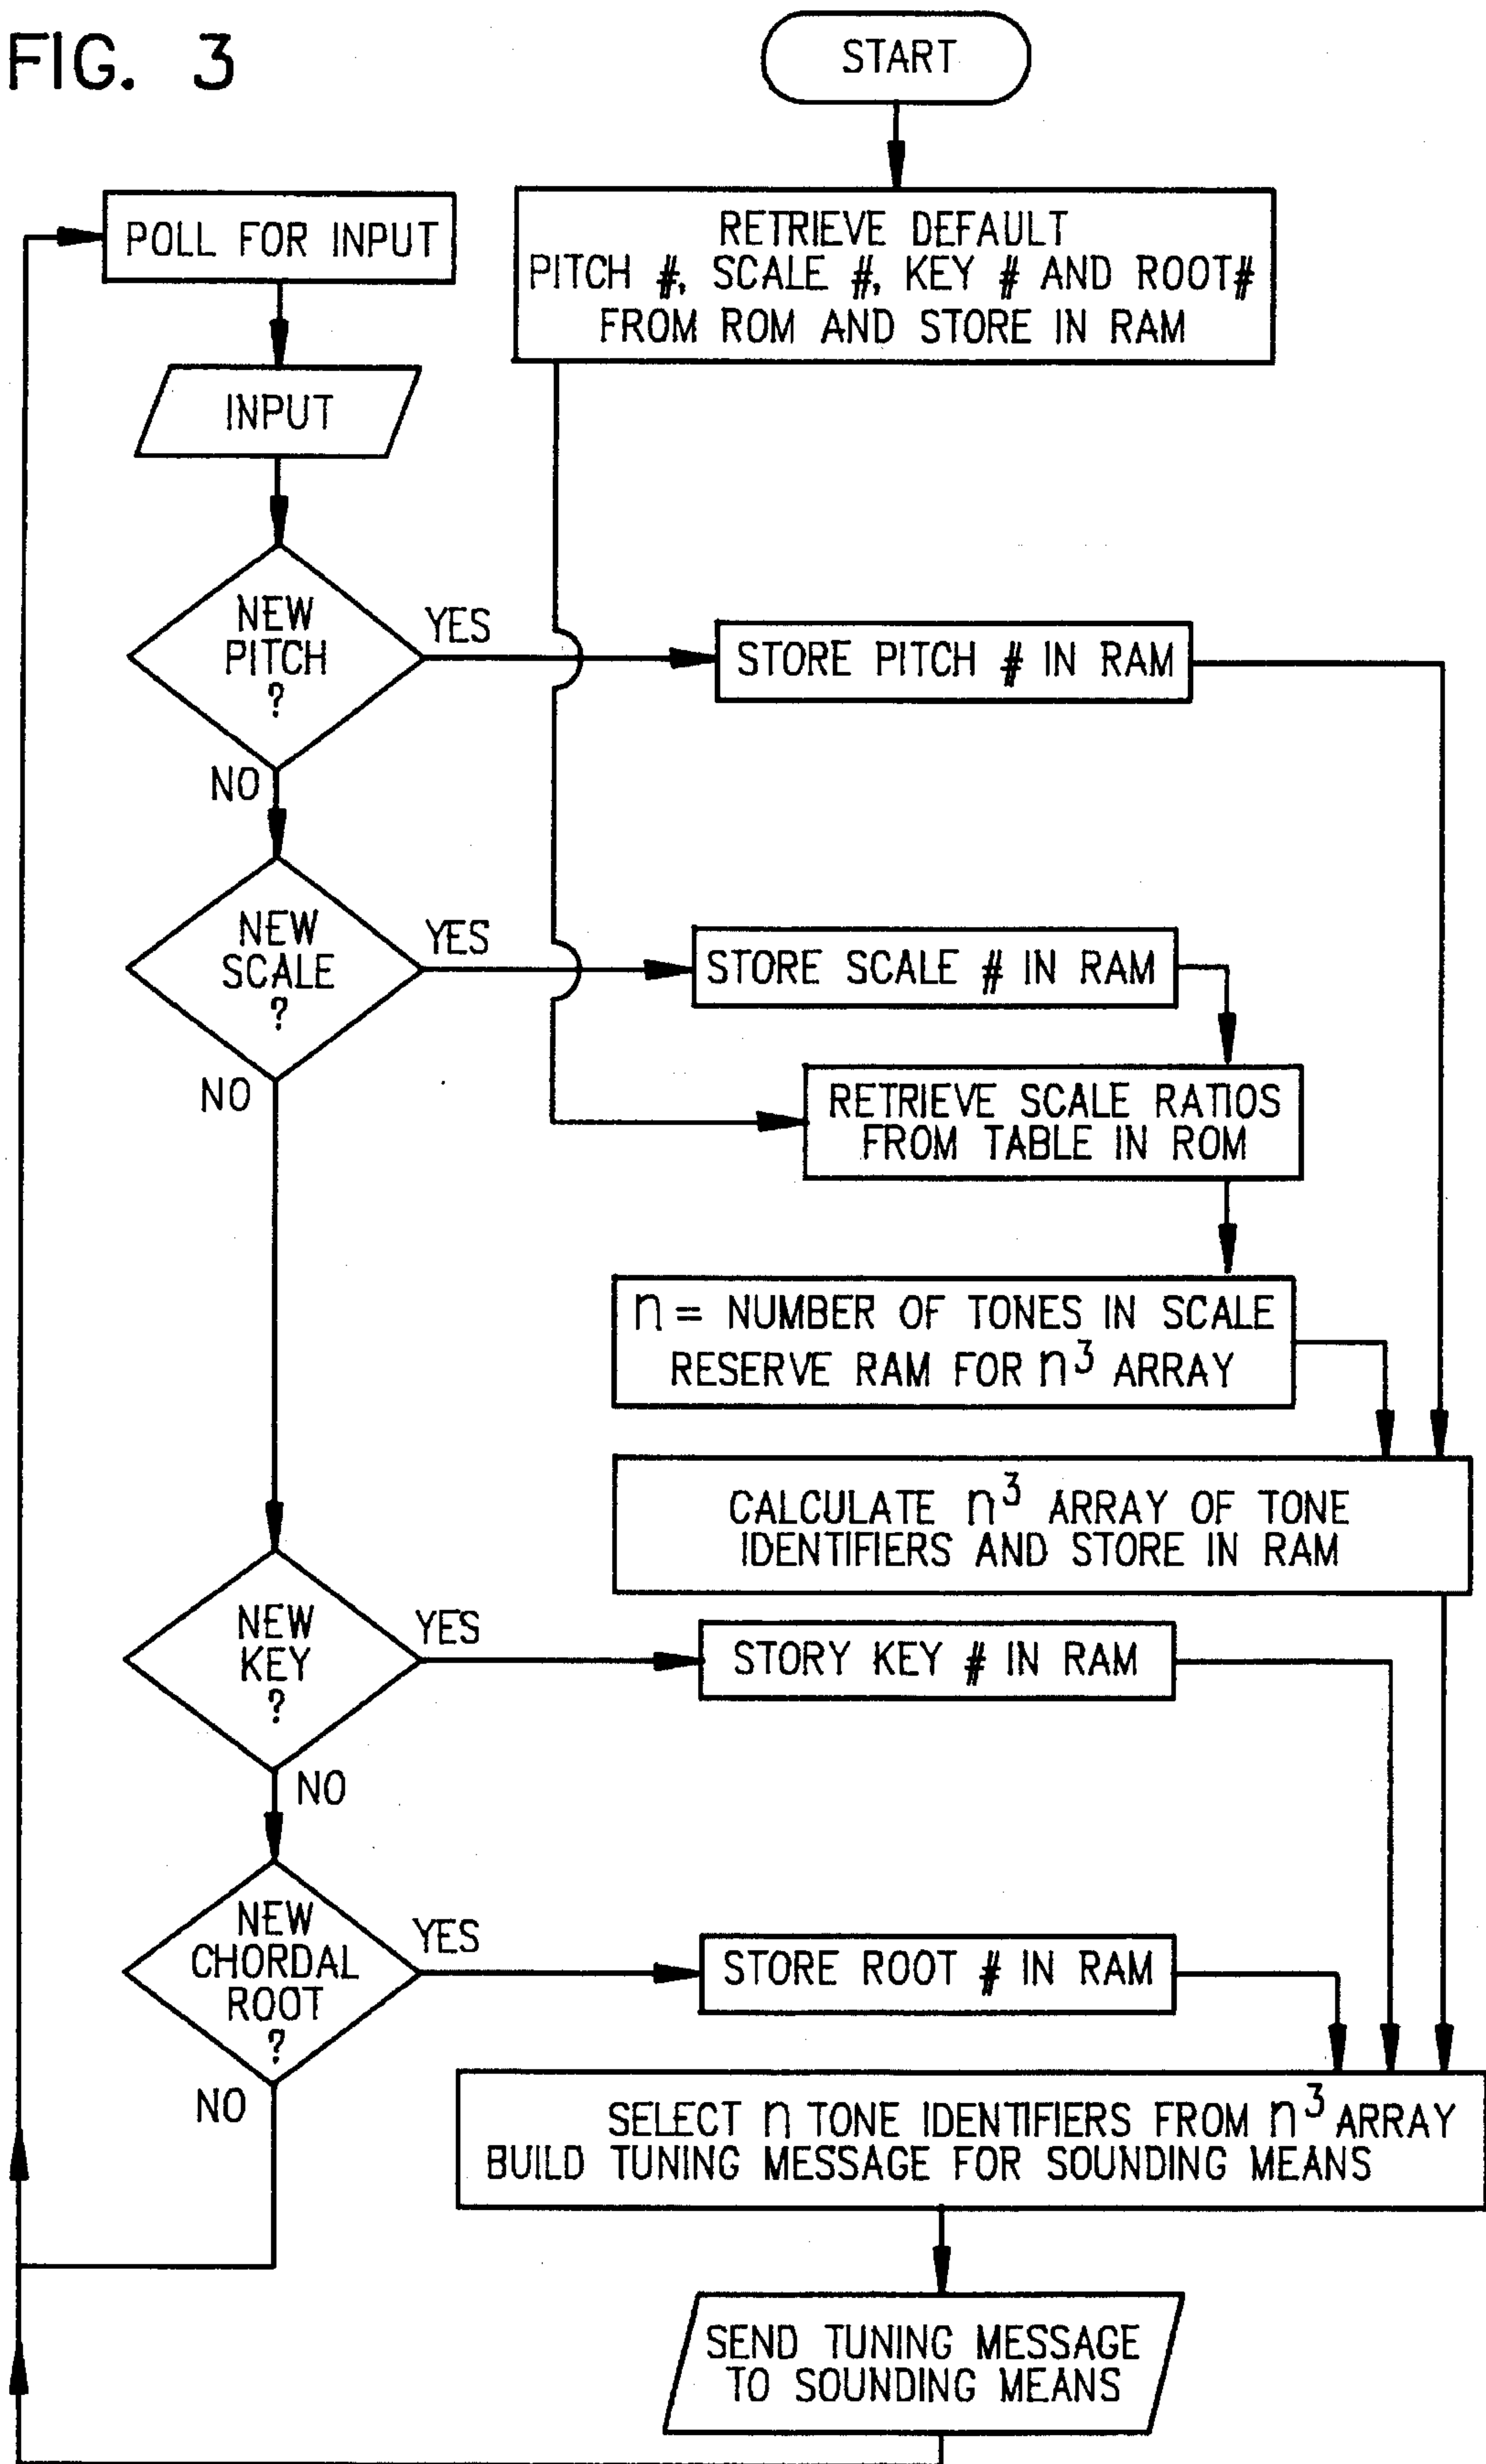 FIG. 3
START
RETRIEVE DEFAULT
PITCH #, SCALE #, KEY # AND ROOT#
FROM ROM AND STORE IN RAM
POLL FOR INPUT
INPUT
NEW
PITCH
?
YES
STORE PITCH # IN RAM
NO
NEW
SCALE
?
YES
STORE SCALE # IN RAM
NO
RETRIEVE SCALE RATIOS
FROM TABLE IN ROM
n = NUMBER OF TONES IN SCALE
RESERVE RAM FOR n³ ARRAY
CALCULATE n³ ARRAY OF TONE
IDENTIFIERS AND STORE IN RAM
NEW
KEY
?
YES
STORY KEY # IN RAM
NO
NEW
CHORDAL
ROOT
?
YES
STORE ROOT # IN RAM
NO
SELECT n TONE IDENTIFIERS FROM n³ ARRAY
BUILD TUNING MESSAGE FOR SOUNDING MEANS
SEND TUNING MESSAGE
TO SOUNDING MEANS